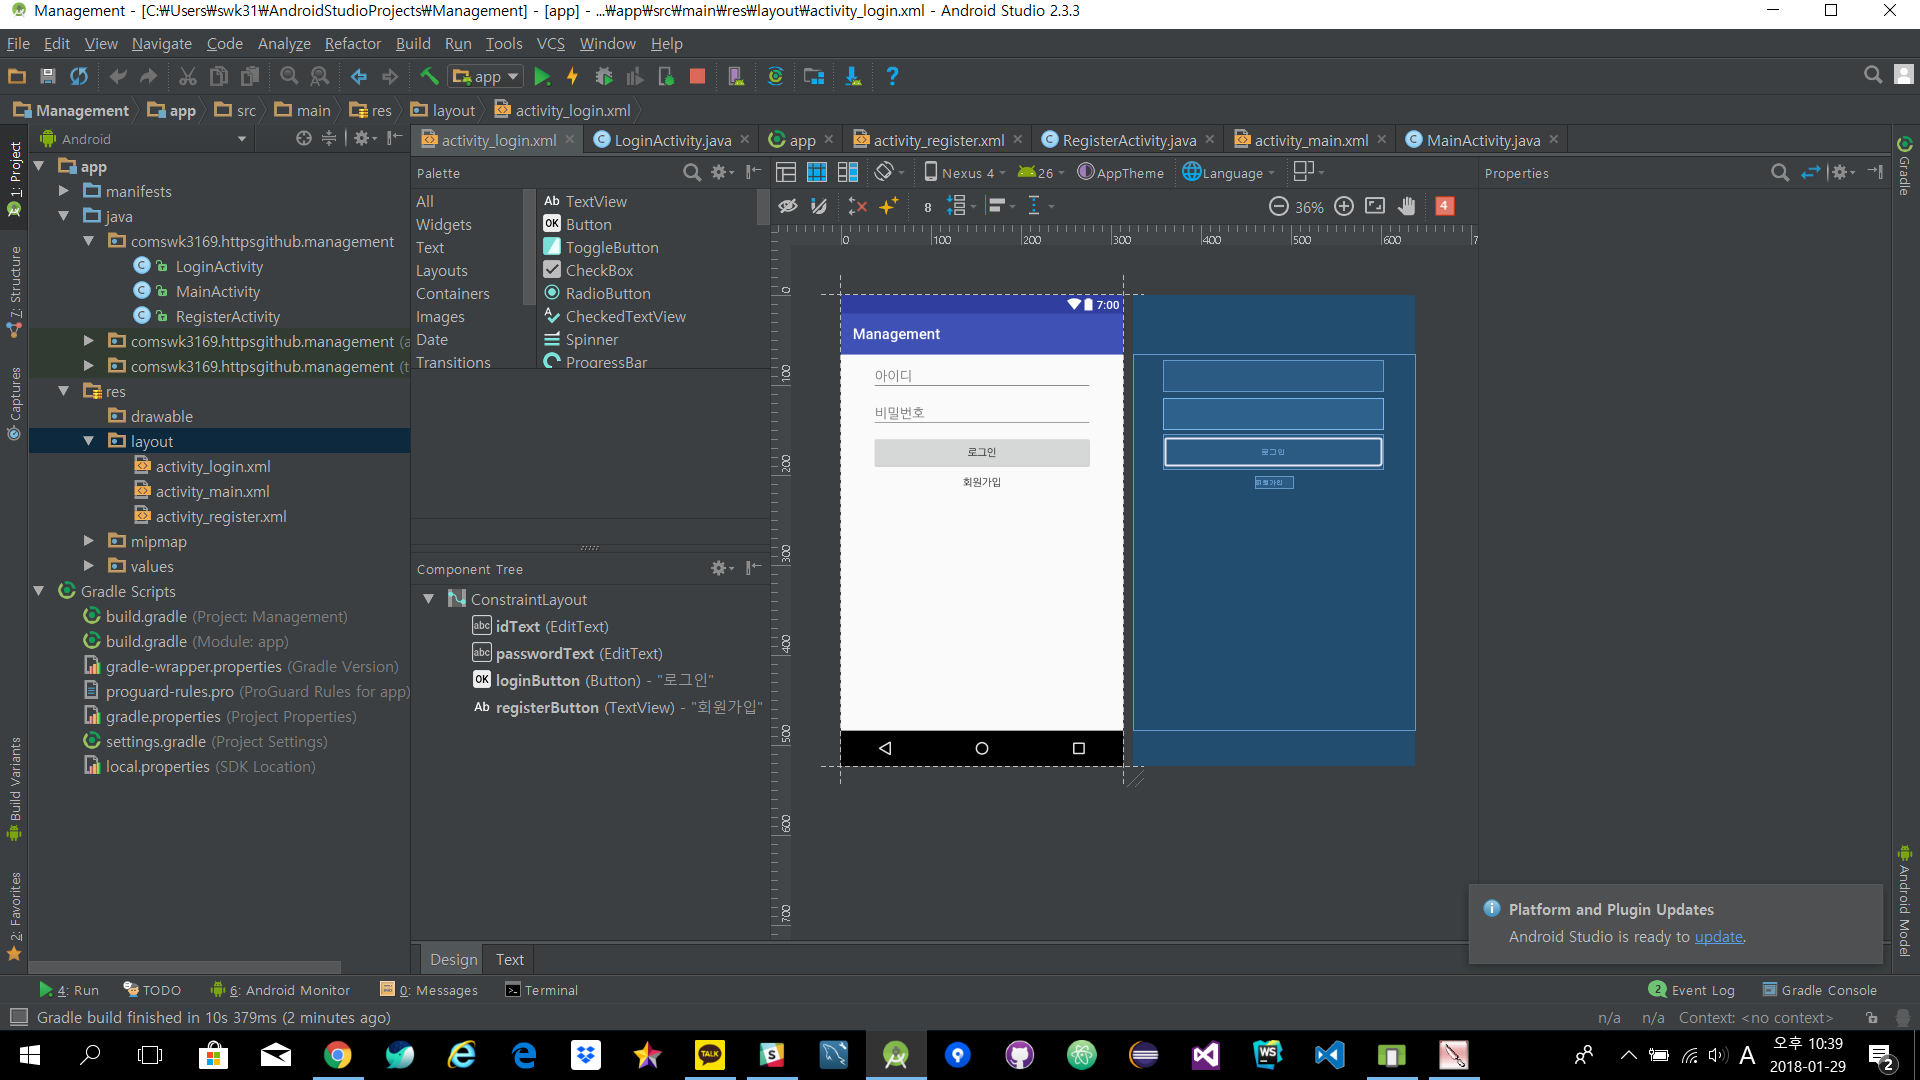 Management - [C:₩Users₩swk31₩AndroidStudioProjects₩Management] - [app] - ...₩app₩src₩main₩res₩layout₩activity_login.xml - Android Studio 2.3.3
File Edit View Navigate Code Analyze Refactor Build Run Tools VCS Window Help
app
Management app src main res layout activity_login.xml
Android
activity_login.xml LoginActivity.java app activity_register.xml RegisterActivity.java activity_main.xml MainActivity.java
1: Project
7: Structure
Captures
Build Variants
2: Favorites
app
manifests
java
comswk3169.httpsgithub.management
LoginActivity
MainActivity
RegisterActivity
comswk3169.httpsgithub.management (a
comswk3169.httpsgithub.management (t
res
drawable
layout
activity_login.xml
activity_main.xml
activity_register.xml
mipmap
values
Gradle Scripts
build.gradle (Project: Management)
build.gradle (Module: app)
gradle-wrapper.properties (Gradle Version)
proguard-rules.pro (ProGuard Rules for app)
gradle.properties (Project Properties)
settings.gradle (Project Settings)
local.properties (SDK Location)
Palette
All
Widgets
Text
Layouts
Containers
Images
Date
Transitions
Ab TextView
OK Button
ToggleButton
CheckBox
RadioButton
CheckedTextView
Spinner
ProgressBar
Component Tree
ConstraintLayout
abc idText (EditText)
abc passwordText (EditText)
OK loginButton (Button) - "로그인"
Ab registerButton (TextView) - "회원가입"
Nexus 4 26 AppTheme Language
8 36% 4
0 100 200 300 400 500 600 7
0
100
200
300
400
500
600
700
7:00
Management
아이디
비밀번호
로그인
회원가입
로그인
회원가입
Properties
Gradle
Android Model
Platform and Plugin Updates
Android Studio is ready to update.
Design Text
4: Run TODO 6: Android Monitor 0: Messages Terminal
2 Event Log Gradle Console
Gradle build finished in 10s 379ms (2 minutes ago)
n/a n/a Context: <no context>
TALK
WS
A
오후 10:39
2018-01-29
2